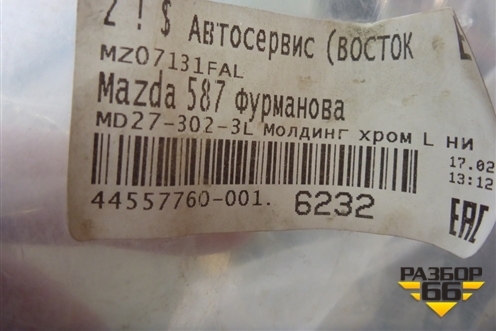 2 ! $ Автосервис (ВОСТОК
MZ07131FAL
Mazda 587 Фурманова
MD27-302-3L Молдинг хром L ни
17.02
13:12
44557760-001. 6232
EAC
РАЗБОР
66